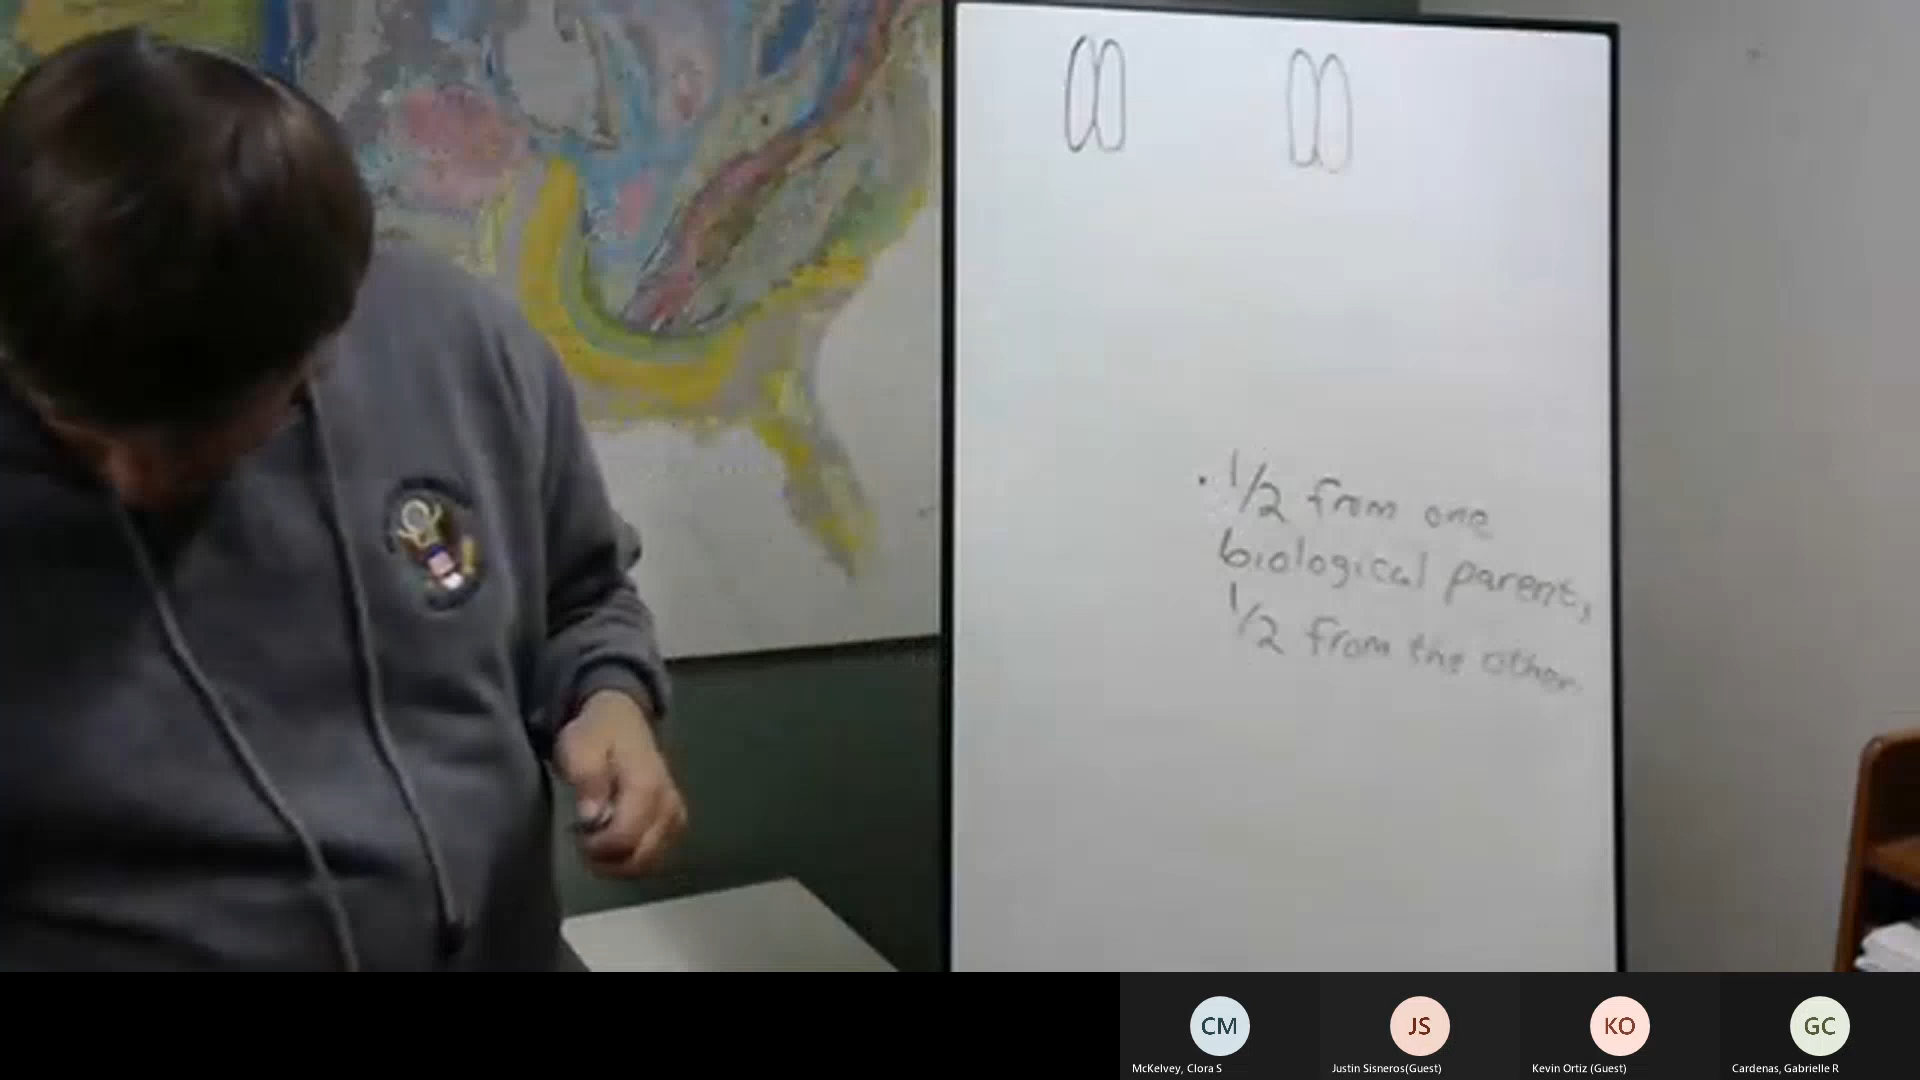 · 1/2 from one
biological parent,
1/2 from the other.
CM
JS
KO
GC
McKelvey, Clora S
Justin Sisneros(Guest)
Kevin Ortiz (Guest)
Cardenas, Gabrielle R